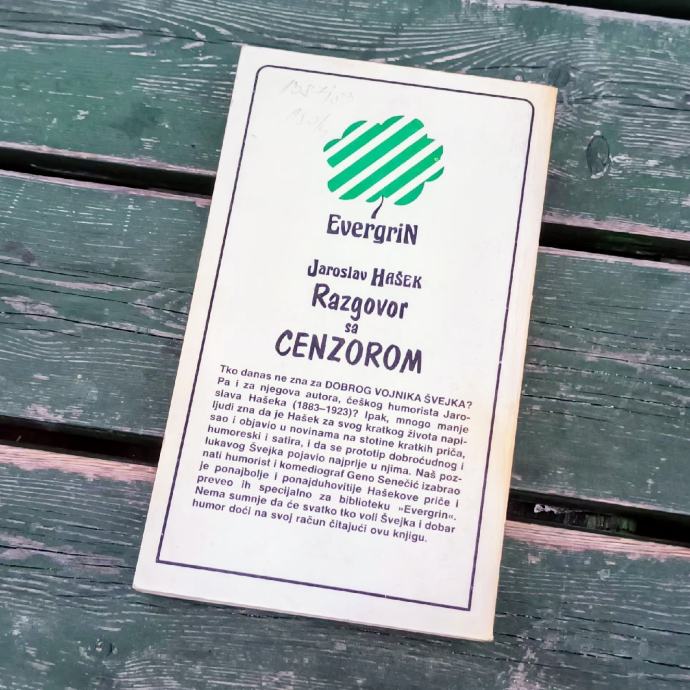 EvergriN
Jaroslav HAŠEK
Razgovor
sa
CENZOROM
Tko danas ne zna za DOBROG VOJNIKA ŠVEJKA?
Pa i za njegova autora, češkog humorista Jaro-
slava Hašeka (1883–1923)? Ipak, mnogo manje
ljudi zna da je Hašek za svog kratkog života napi-
sao i objavio u novinama na stotine kratkih priča,
humoreski i satira, i da se prototip dobroćudnog i
lukavog Švejka pojavio najprije u njima. Naš poz-
nati humorist i komediograf Geno Senečić izabrao
je ponajbolje i ponajduhovitije Hašekove priče i
preveo ih specijalno za biblioteku »Evergrin«.
Nema sumnje da će svatko tko voli Švejka i dobar
humor doći na svoj račun čitajući ovu knjigu.